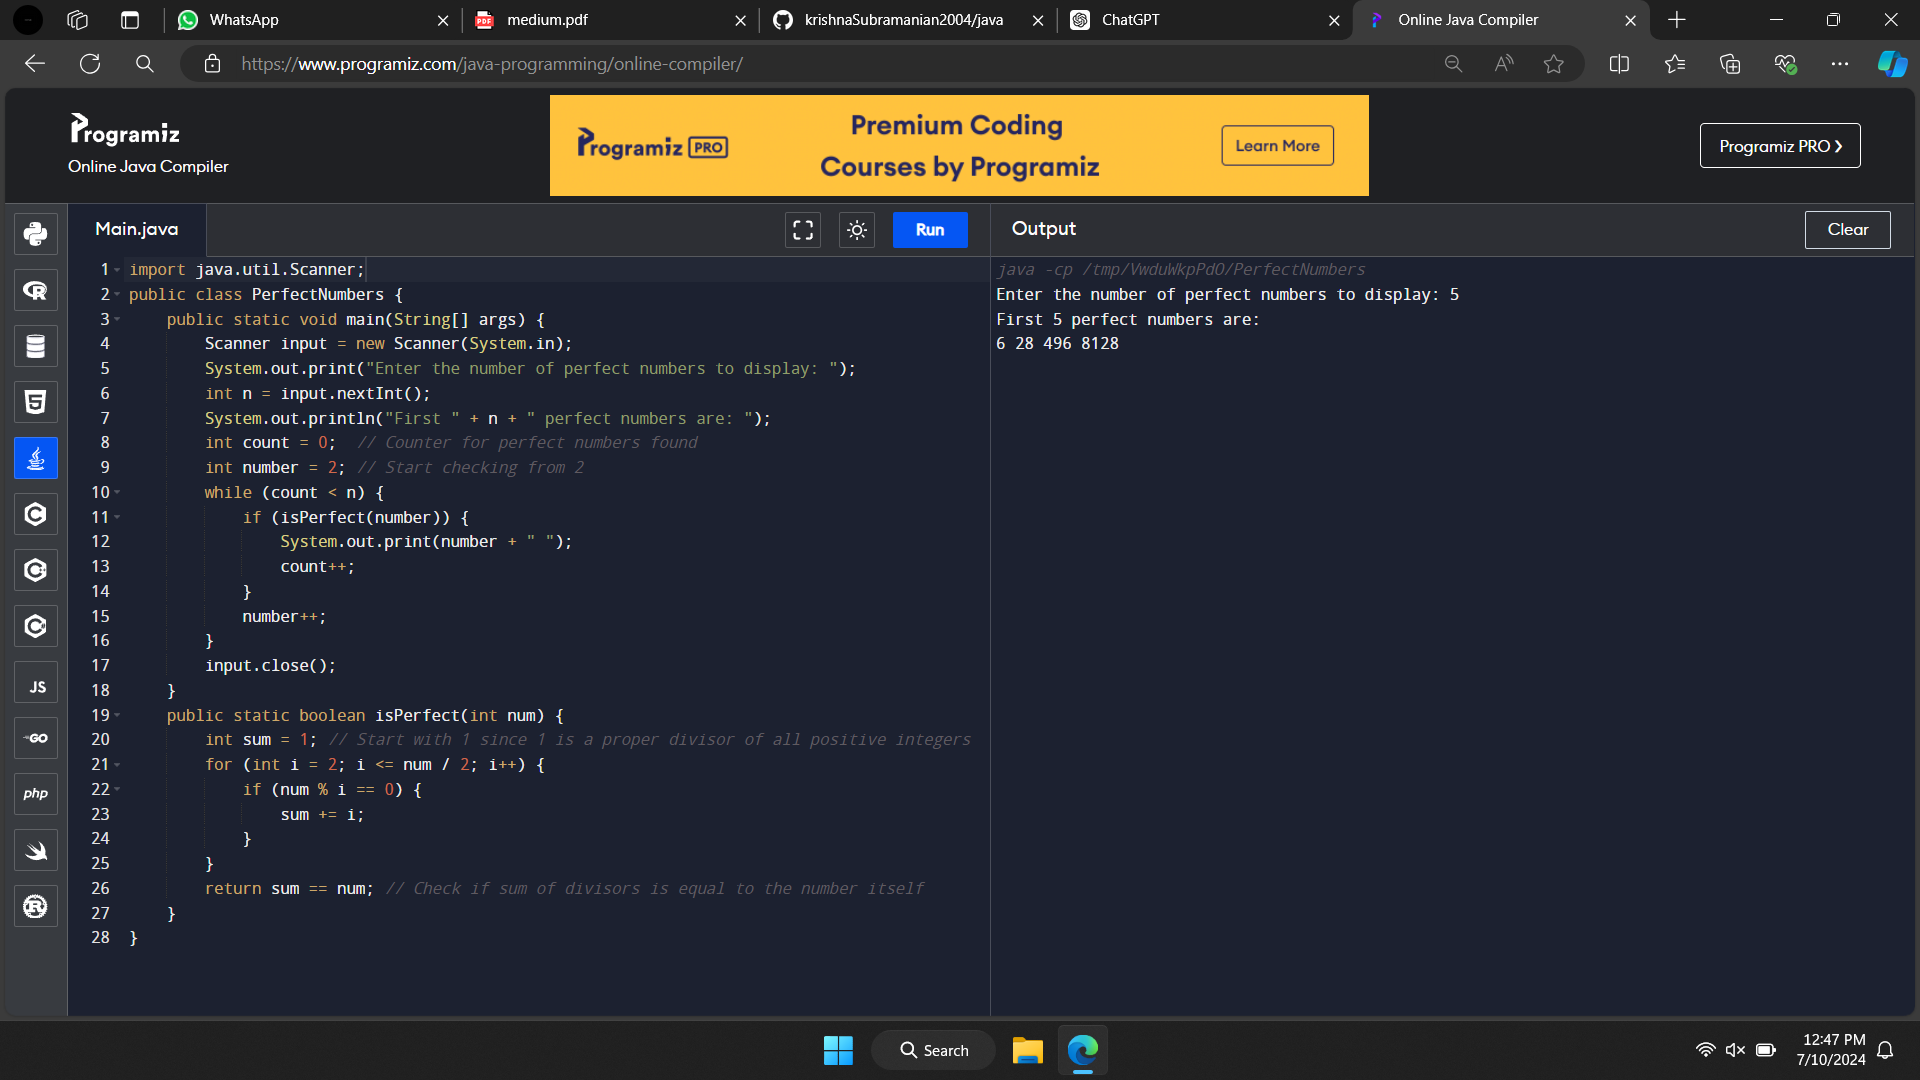 WhatsApp
medium.pdf
krishnaSubramanian2004/java
ChatGPT
Online Java Compiler
https://www.programiz.com/java-programming/online-compiler/
Programiz
Online Java Compiler
Programiz PRO
Premium Coding
Courses by Programiz
Learn More
Programiz PRO
Main.java
Run
Output
Clear
1 import java.util.Scanner;
2 public class PerfectNumbers {
3 public static void main(String[] args) {
4 Scanner input = new Scanner(System.in);
5 System.out.print("Enter the number of perfect numbers to display: ");
6 int n = input.nextInt();
7 System.out.println("First " + n + " perfect numbers are: ");
8 int count = 0; // Counter for perfect numbers found
9 int number = 2; // Start checking from 2
10 while (count < n) {
11 if (isPerfect(number)) {
12 System.out.print(number + " ");
13 count++;
14 }
15 number++;
16 }
17 input.close();
18 }
19 public static boolean isPerfect(int num) {
20 int sum = 1; // Start with 1 since 1 is a proper divisor of all positive integers
21 for (int i = 2; i <= num / 2; i++) {
22 if (num % i == 0) {
23 sum += i;
24 }
25 }
26 return sum == num; // Check if sum of divisors is equal to the number itself
27 }
28 }
java -cp /tmp/VwduWkpPdO/PerfectNumbers
Enter the number of perfect numbers to display: 5
First 5 perfect numbers are:
6 28 496 8128
JS
GO
php
Search
12:47 PM
7/10/2024